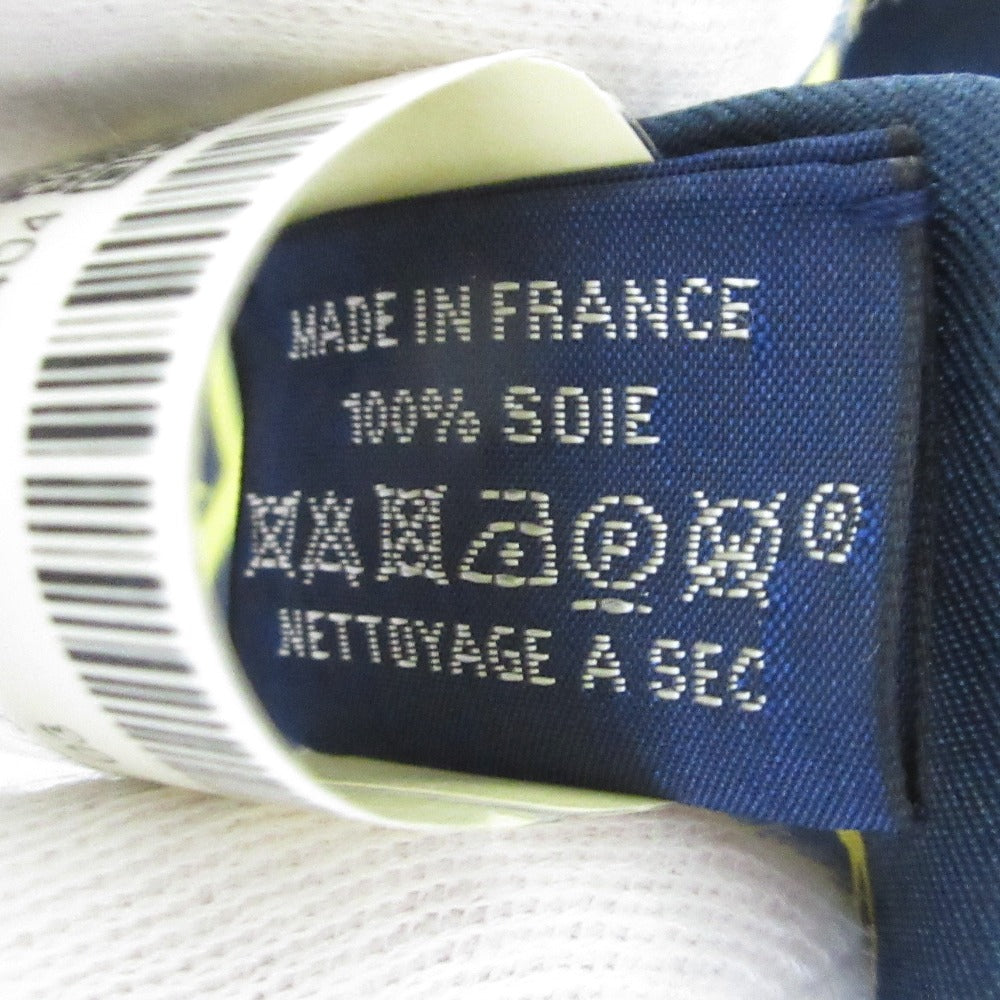 MADE IN FRANCE
100% SOIE
P ®
NETTOYAGE A SEC